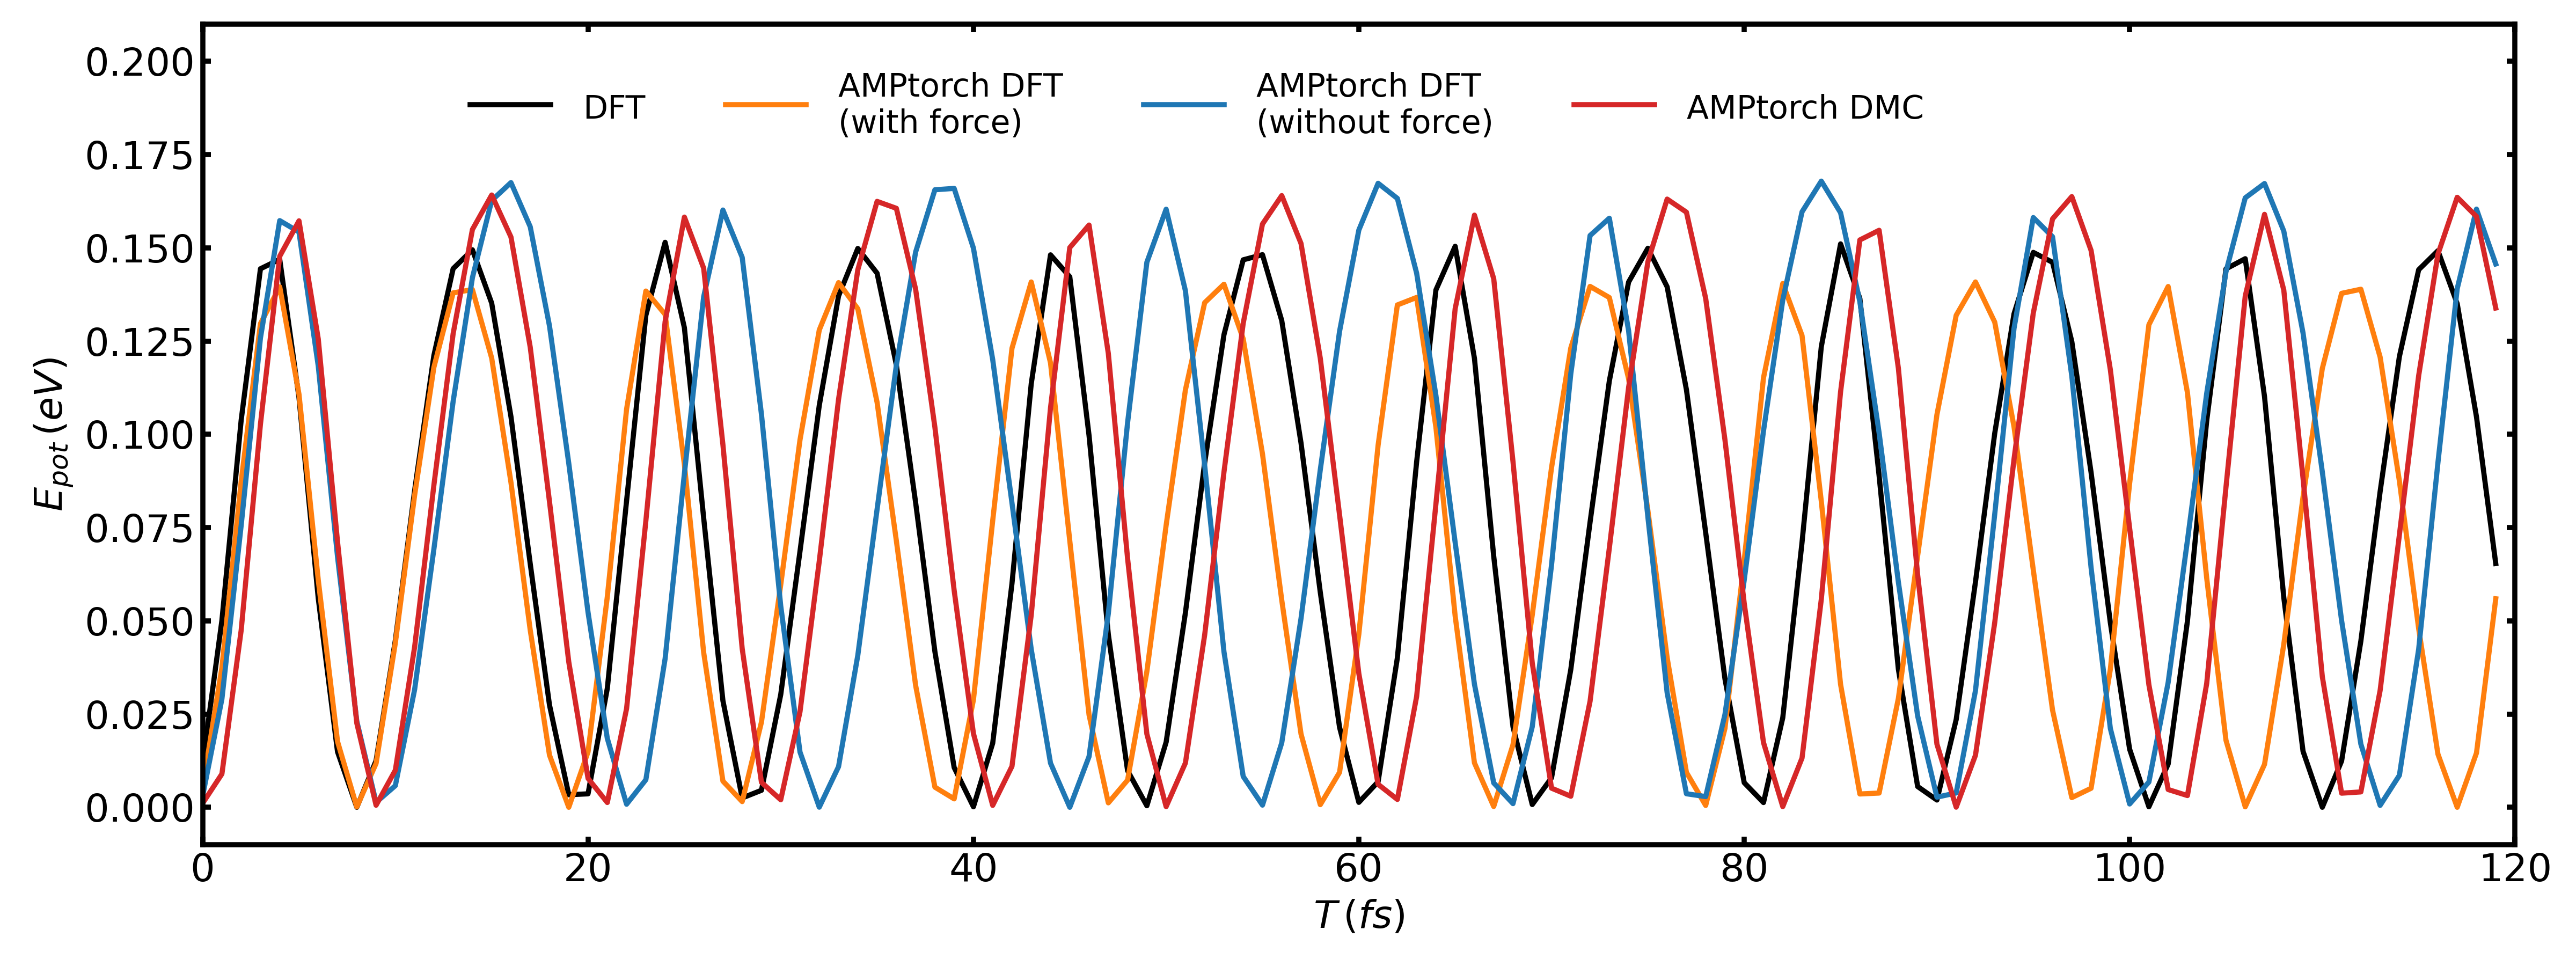 0.200
0.175
0.150
0.125
0.100
0.075
0.050
0.025
0.000
E_pot (eV)
DFT
AMPtorch DFT
(with force)
AMPtorch DFT
(without force)
AMPtorch DMC
0 20 40 60 80 100 120
T (fs)